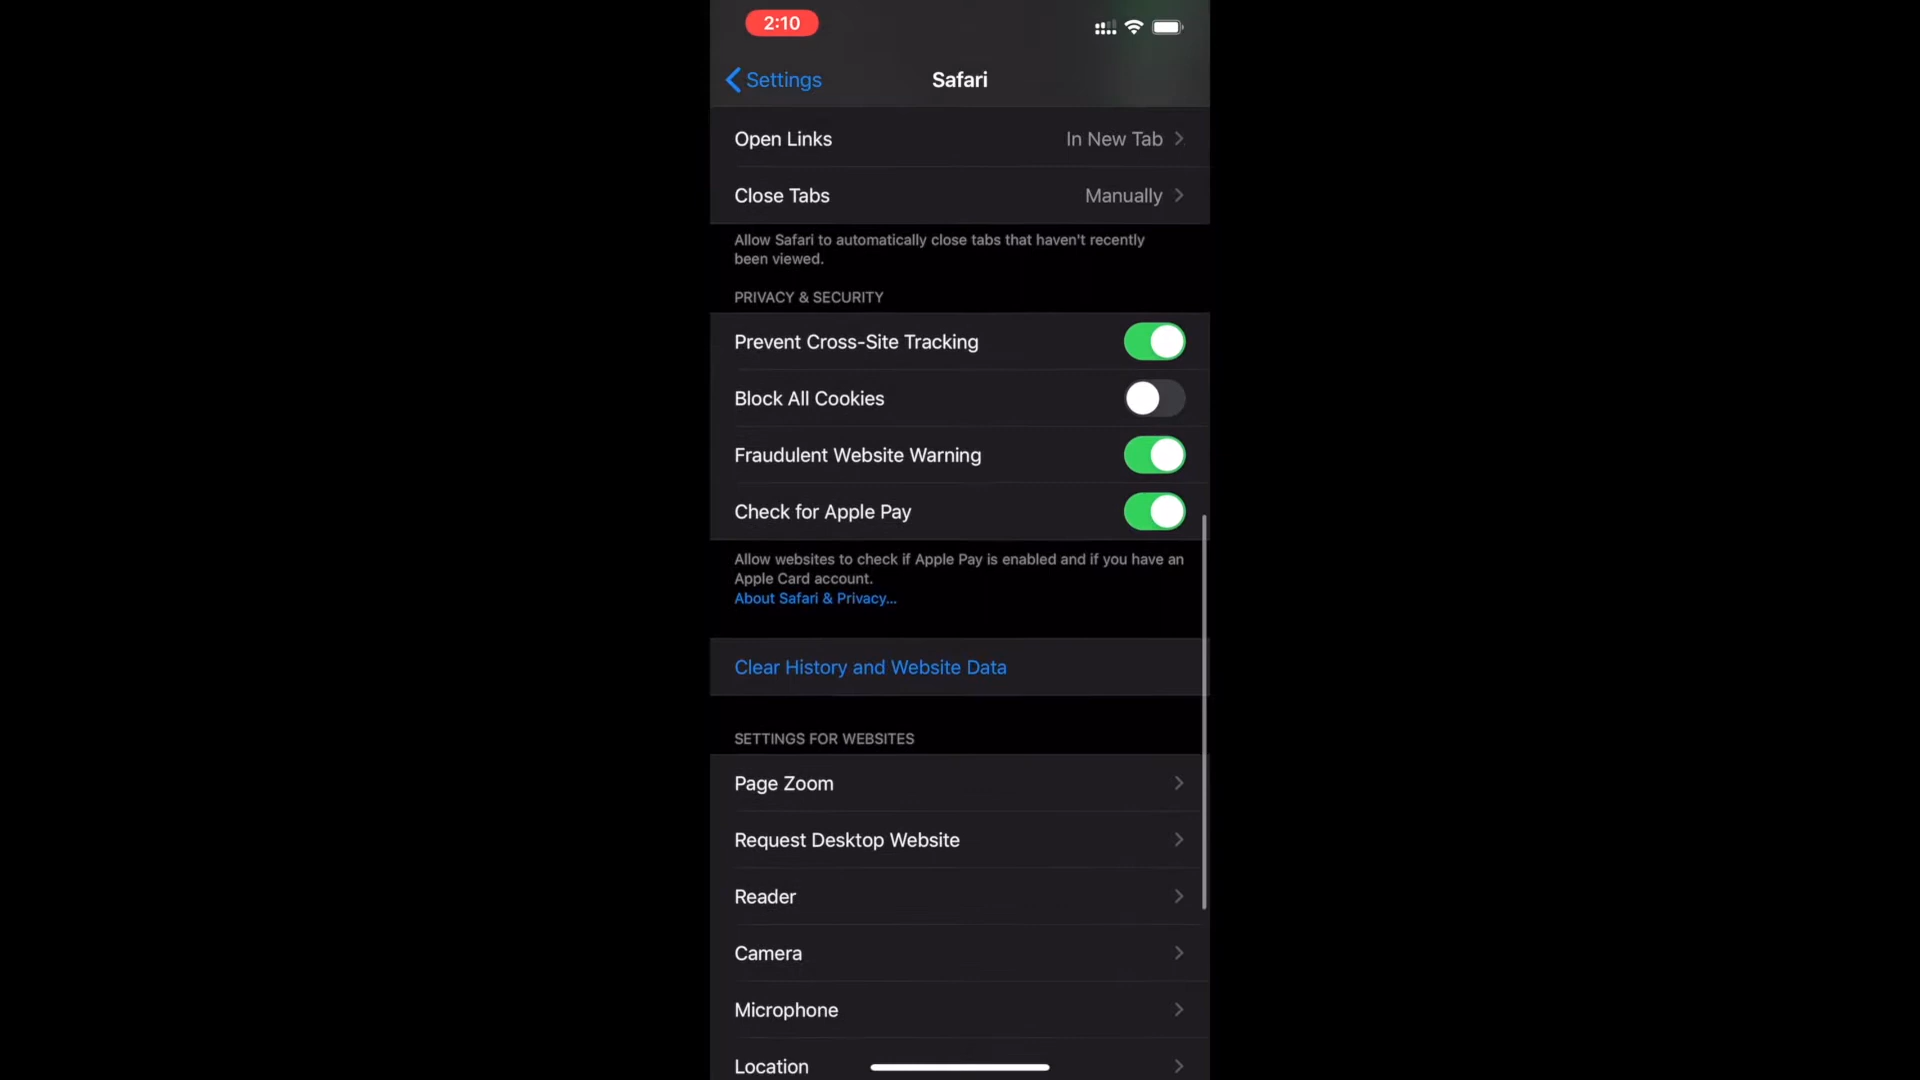 2:10
Settings
Safari
Open Links In New Tab
Close Tabs Manually
Allow Safari to automatically close tabs that haven't recently
been viewed.
PRIVACY & SECURITY
Prevent Cross-Site Tracking
Block All Cookies
Fraudulent Website Warning
Check for Apple Pay
Allow websites to check if Apple Pay is enabled and if you have an
Apple Card account.
About Safari & Privacy...
Clear History and Website Data
SETTINGS FOR WEBSITES
Page Zoom
Request Desktop Website
Reader
Camera
Microphone
Location